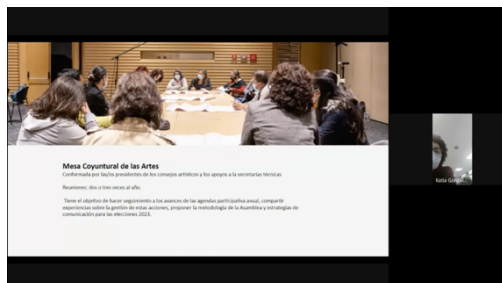 Mesa Coyuntural de las Artes
Conformada por las/los presidentes de los consejos artísticos y los apoyos a la secretarías técnicas
Reuniones: dos o tres veces al año.
Tiene el objetivo de hacer seguimiento a los avances de las agendas participativa anual, compartir
experiencias sobre la gestión de estas acciones, proponer la metodología de la Asamblea y estrategias de
comunicación para las elecciones 2023.
Katia